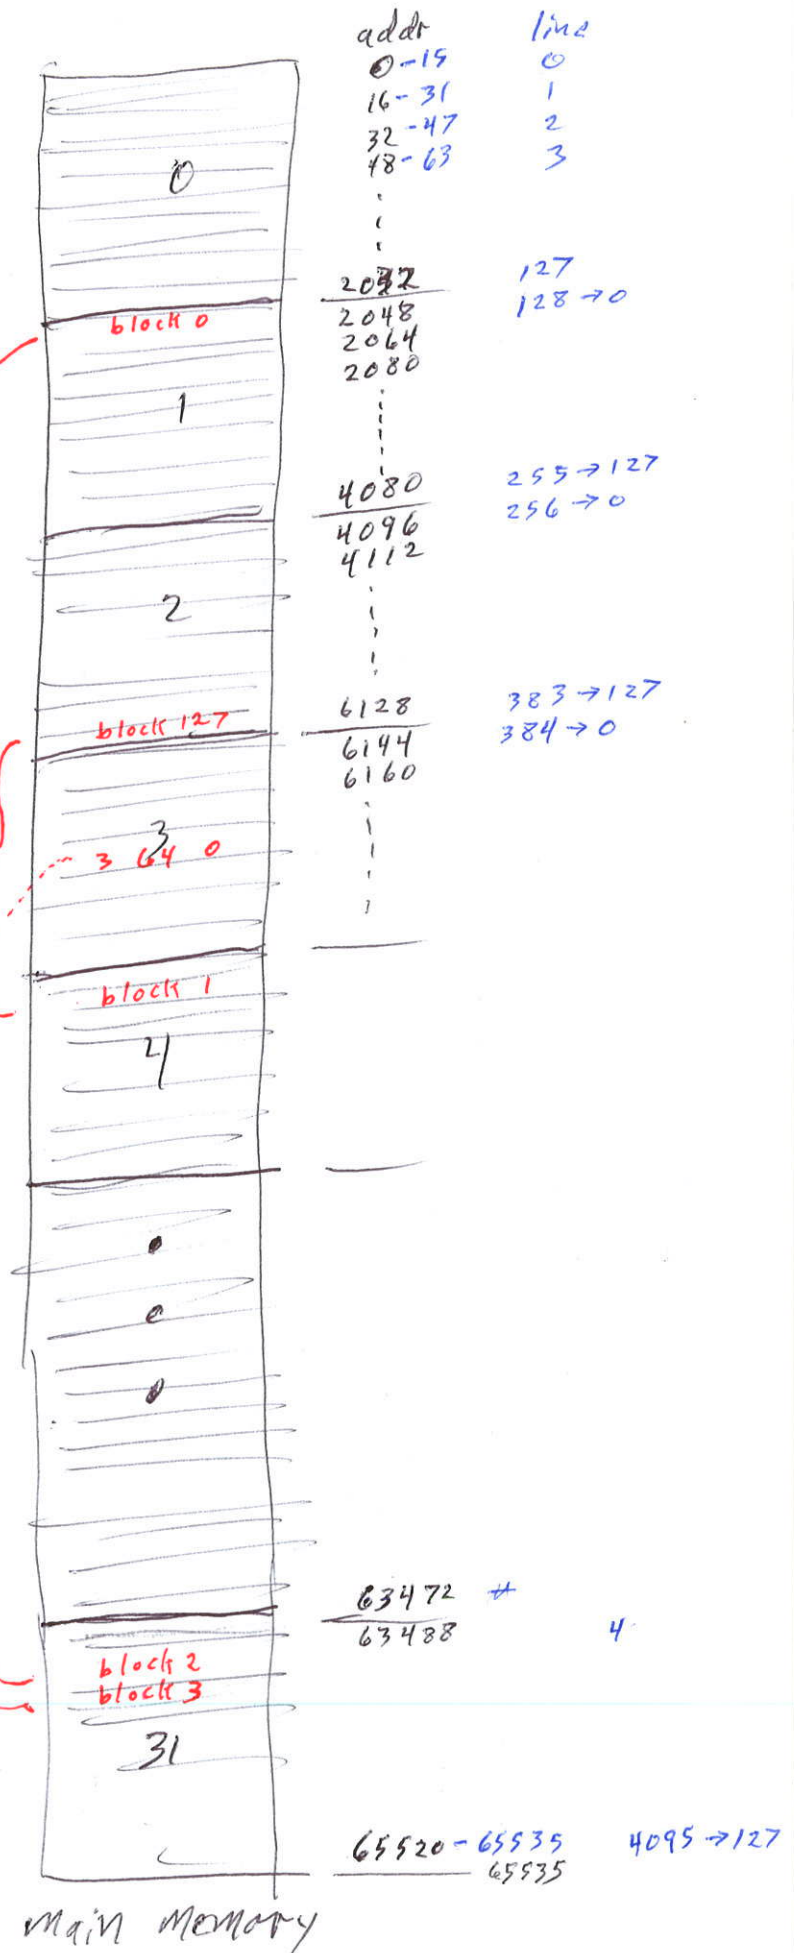 addr line
0-15 0
16-31 1
32-47 2
48-63 3
0
2032 127
block 0 2048 128→0
2064
2080
1
4080 255→127
4096 256→0
4112
2
6128 383→127
block 127 6144 384→0
6160
3
3 64 0
block 1
4
63472
63488 4
block 2
block 3
31
65520-65535 4095→127
65535
Main Memory